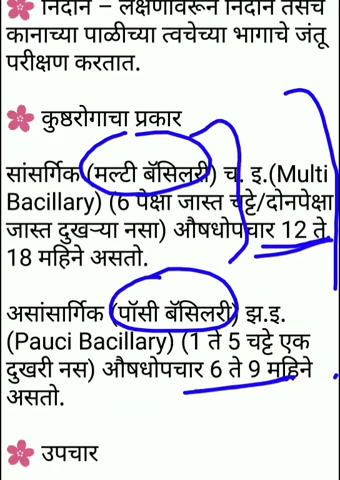 निदान – लक्षणावरून निदान तसेच
कानाच्या पाळीच्या त्वचेच्या भागाचे जंतू
परीक्षण करतात.
कुष्ठरोगाचा प्रकार
सांसर्गिक (मल्टी बॅसिलरी) च. इ.(Multi
Bacillary) (6 पेक्षा जास्त चट्टे/दोनपेक्षा
जास्त दुखऱ्या नसा) औषधोपचार 12 ते
18 महिने असतो.
असांसार्गिक (पॉसी बॅसिलरी) झ.इ.
(Pauci Bacillary) (1 ते 5 चट्टे एक
दुखरी नस) औषधोपचार 6 ते 9 महिने
असतो.
उपचार